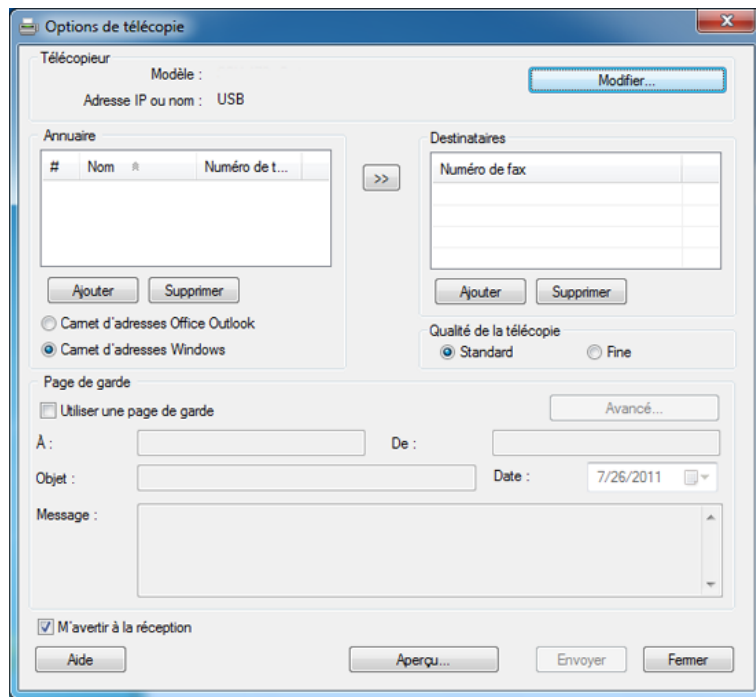 Options de télécopie
Télécopieur
Modèle :
Modifier...
Adresse IP ou nom : USB
Annuaire
# Nom Numéro de t...
>>
Destinataires
Numéro de fax
Ajouter Supprimer
Ajouter Supprimer
Carnet d'adresses Office Outlook
Carnet d'adresses Windows
Qualité de la télécopie
Standard Fine
Page de garde
Utiliser une page de garde
Avancé...
À : De :
Objet : Date : 7/26/2011
Message :
M'avertir à la réception
Aide Aperçu... Envoyer Fermer